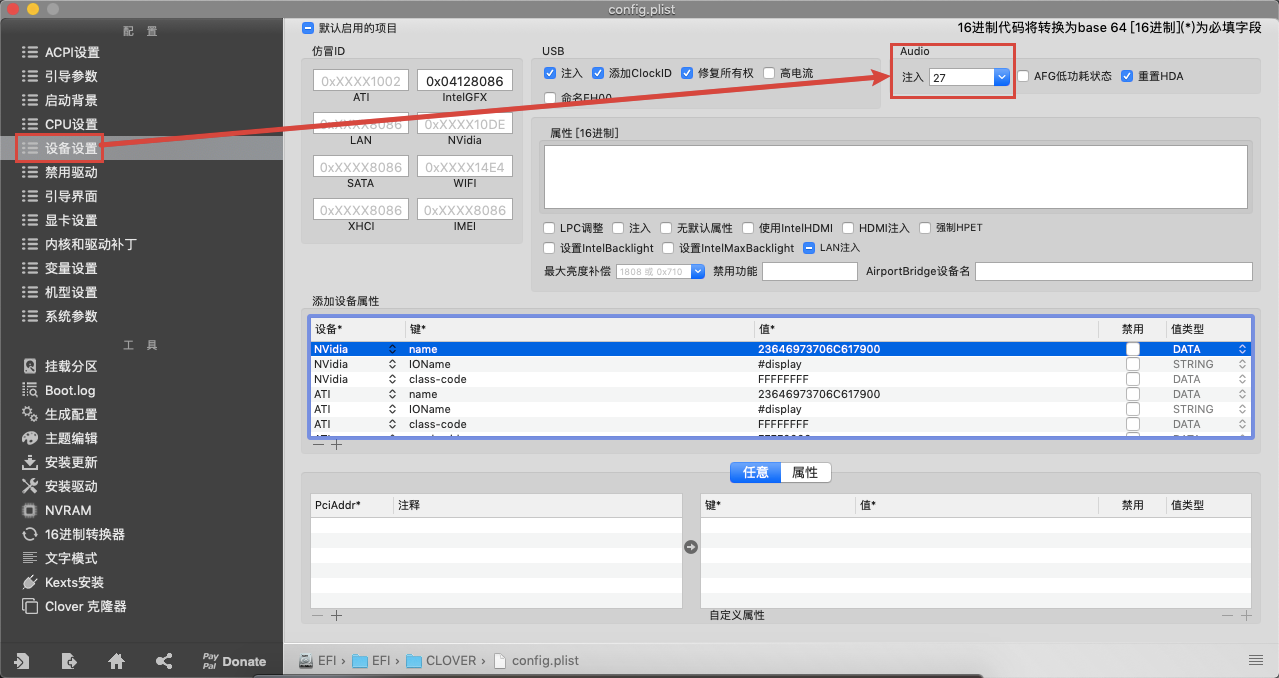 config.plist
配 置
ACPI设置
引导参数
启动背景
CPU设置
设备设置
禁用驱动
引导界面
显卡设置
内核和驱动补丁
变量设置
机型设置
系统参数
工 具
挂载分区
Boot.log
生成配置
主题编辑
安装更新
安装驱动
NVRAM
16进制转换器
文字模式
Kexts安装
Clover 克隆器
Pay Pal Donate
默认启用的项目
16进制代码将转换为base 64 [16进制](*)为必填字段
仿冒ID
0xXXXX1002 0x04128086
ATI IntelGFX
0xXXXX8086 0xXXXX10DE
LAN NVidia
0xXXXX8086 0xXXXX14E4
SATA WIFI
0xXXXX8086 0xXXXX8086
XHCI IMEI
USB
注入 添加ClockID 修复所有权 高电流
命名EH00
Audio
注入 27 AFG低功耗状态 重置HDA
属性 [16进制]
LPC调整 注入 无默认属性 使用IntelHDMI HDMI注入 强制HPET
设置IntelBacklight 设置IntelMaxBacklight LAN注入
最大亮度补偿 1808 或 0x710 禁用功能 AirportBridge设备名
添加设备属性
设备* 键* 值* 禁用 值类型
NVidia name 23646973706C617900 DATA
NVidia IOName #display STRING
NVidia class-code FFFFFFFF DATA
ATI name 23646973706C617900 DATA
ATI IOName #display STRING
ATI class-code FFFFFFFF DATA
任意 属性
PciAddr* 注释 键* 值* 禁用 值类型
自定义属性
EFI › EFI › CLOVER › config.plist